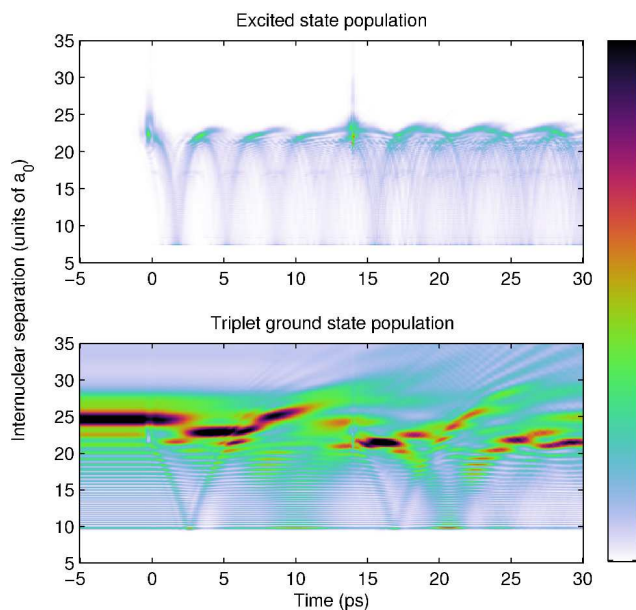 Excited state population
35
30
25
20
15
10
5
−5 0 5 10 15 20 25 30
Internuclear separation (units of a0)
Triplet ground state population
35
30
25
20
15
10
5
−5 0 5 10 15 20 25 30
Time (ps)